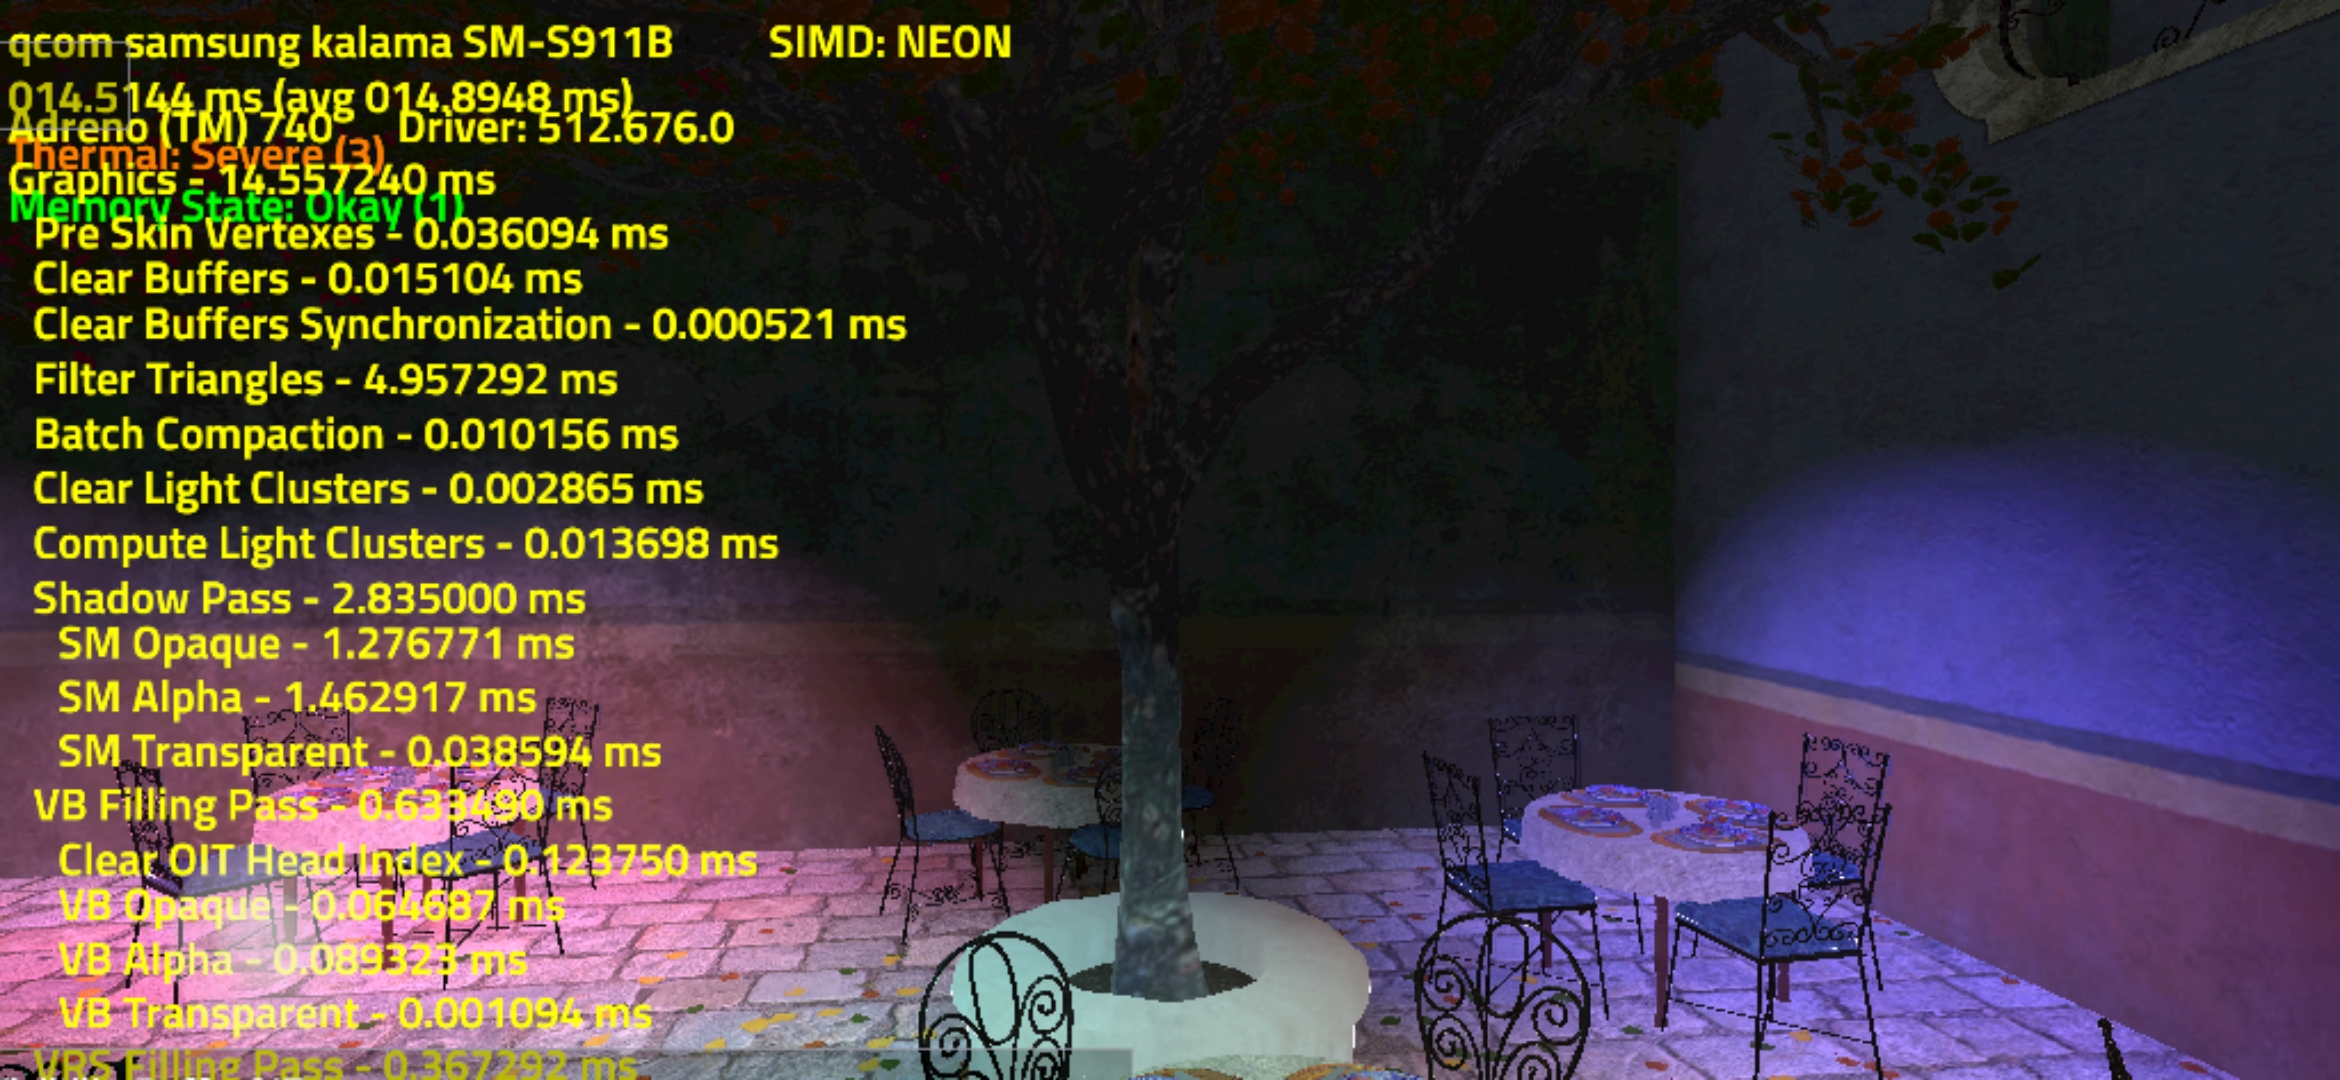 qcom samsung kalama SM-S911B SIMD: NEON
014.5144 ms (avg 014.8948 ms)
Adreno (TM) 740 Driver: 512.676.0
Thermal: Severe (3)
Graphics - 14.557240 ms
Memory State: Okay (1)
Pre Skin Vertexes - 0.036094 ms
Clear Buffers - 0.015104 ms
Clear Buffers Synchronization - 0.000521 ms
Filter Triangles - 4.957292 ms
Batch Compaction - 0.010156 ms
Clear Light Clusters - 0.002865 ms
Compute Light Clusters - 0.013698 ms
Shadow Pass - 2.835000 ms
SM Opaque - 1.276771 ms
SM Alpha - 1.462917 ms
SM Transparent - 0.038594 ms
VB Filling Pass - 0.633490 ms
Clear OIT Head Index - 0.123750 ms
VB Opaque - 0.064687 ms
VB Alpha - 0.089323 ms
VB Transparent - 0.001094 ms
VRS Filling Pass - 0.367292 ms